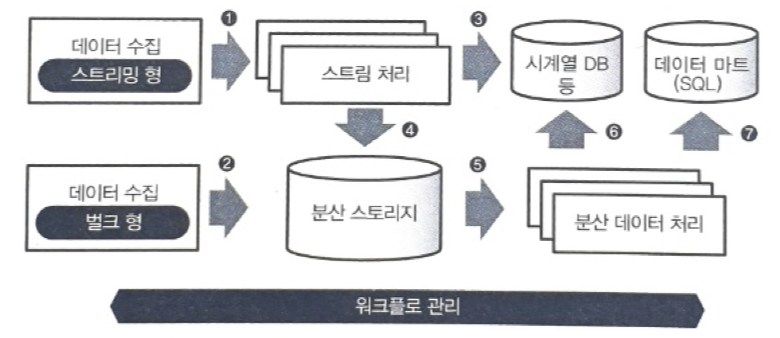 데이터 수집
스트리밍 형
❶
스트림 처리
❸
시계열 DB
등
데이터 마트
(SQL)
❹
❻
❼
데이터 수집
벌크 형
❷
분산 스토리지
❺
분산 데이터 처리
워크플로 관리